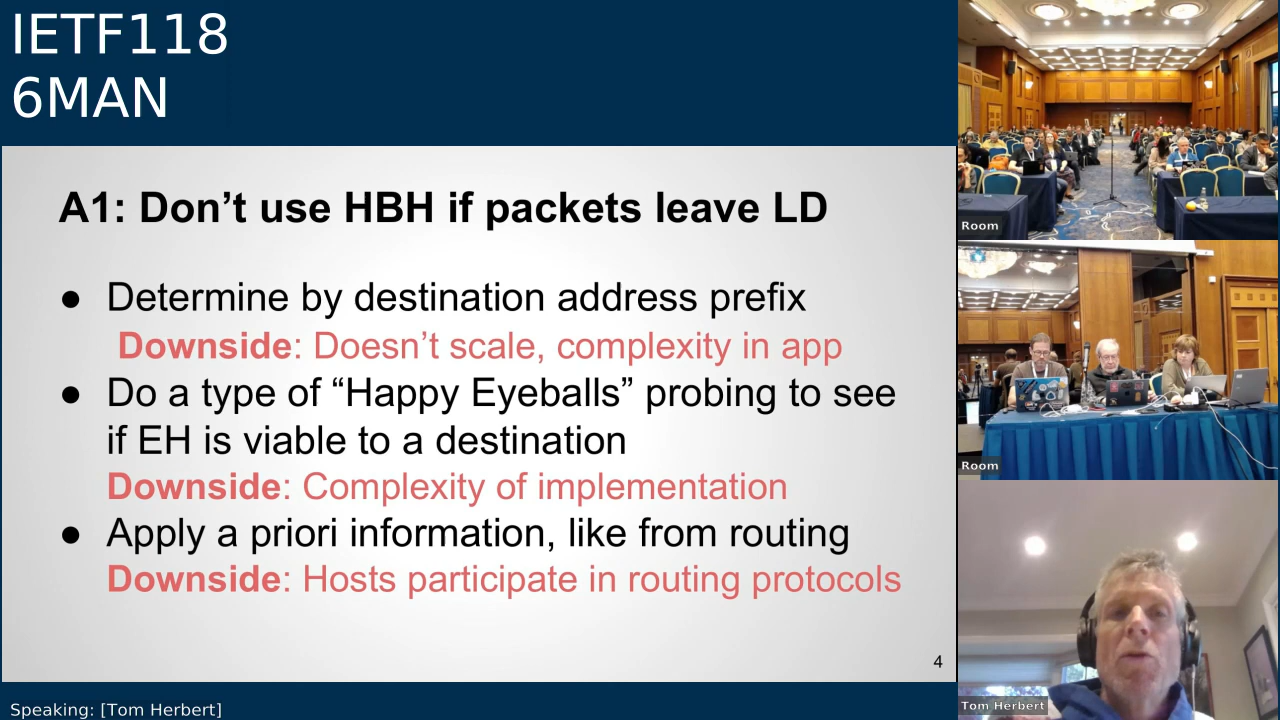 IETF118
6MAN
A1: Don’t use HBH if packets leave LD
● Determine by destination address prefix
Downside: Doesn’t scale, complexity in app
● Do a type of “Happy Eyeballs” probing to see
if EH is viable to a destination
Downside: Complexity of implementation
● Apply a priori information, like from routing
Downside: Hosts participate in routing protocols
4
Speaking: [Tom Herbert]
Room
Room
Tom Herbert